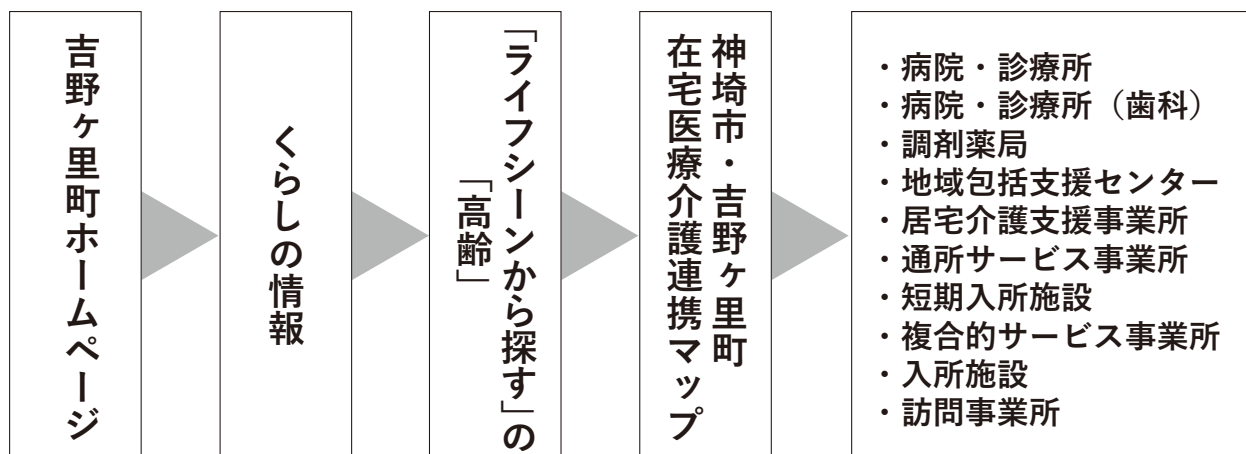 吉野ヶ里町ホームページ
くらしの情報
「ライフシーンから探す」の
「高齢」
神埼市・吉野ヶ里町
在宅医療介護連携マップ
・病院・診療所
・病院・診療所（歯科）
・調剤薬局
・地域包括支援センター
・居宅介護支援事業所
・通所サービス事業所
・短期入所施設
・複合的サービス事業所
・入所施設
・訪問事業所